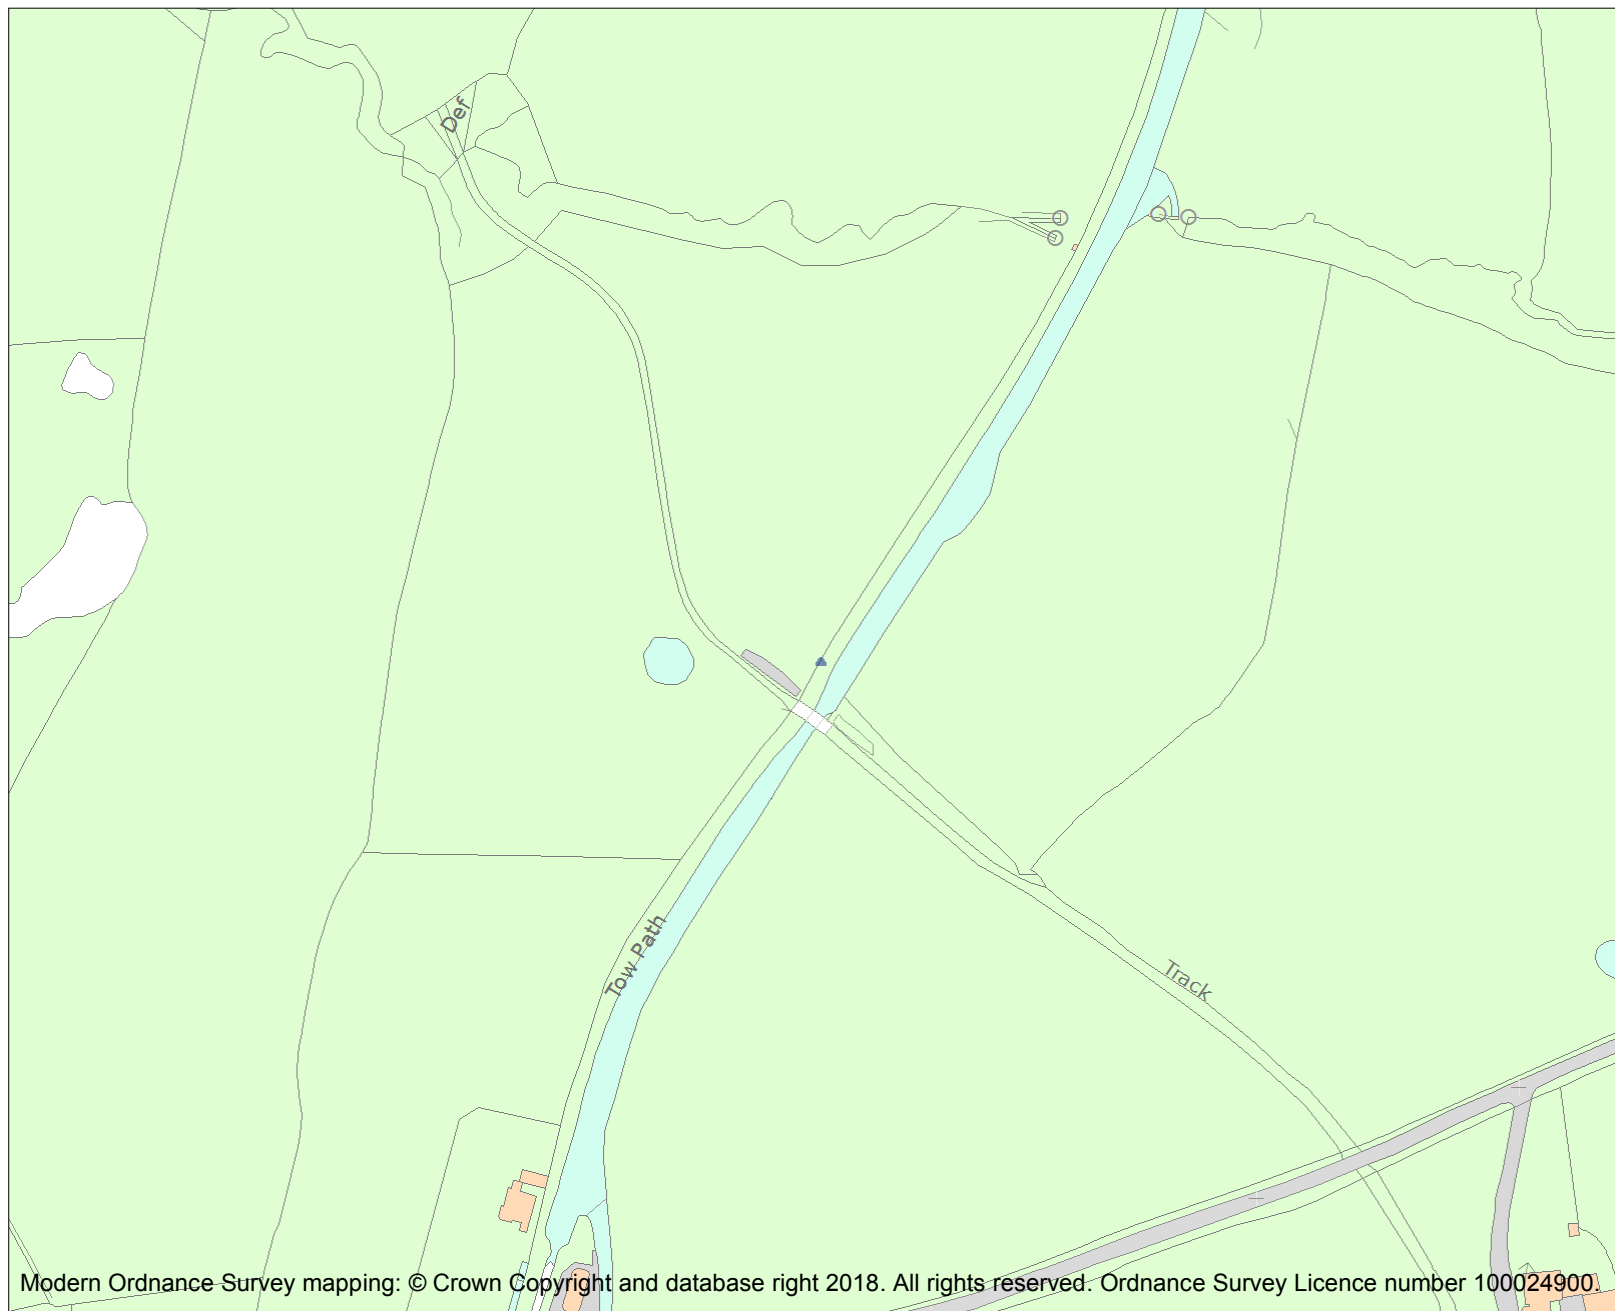 Def
Tow Path
Track
Modern Ordnance Survey mapping: © Crown Copyright and database right 2018. All rights reserved. Ordnance Survey Licence number 100024900.